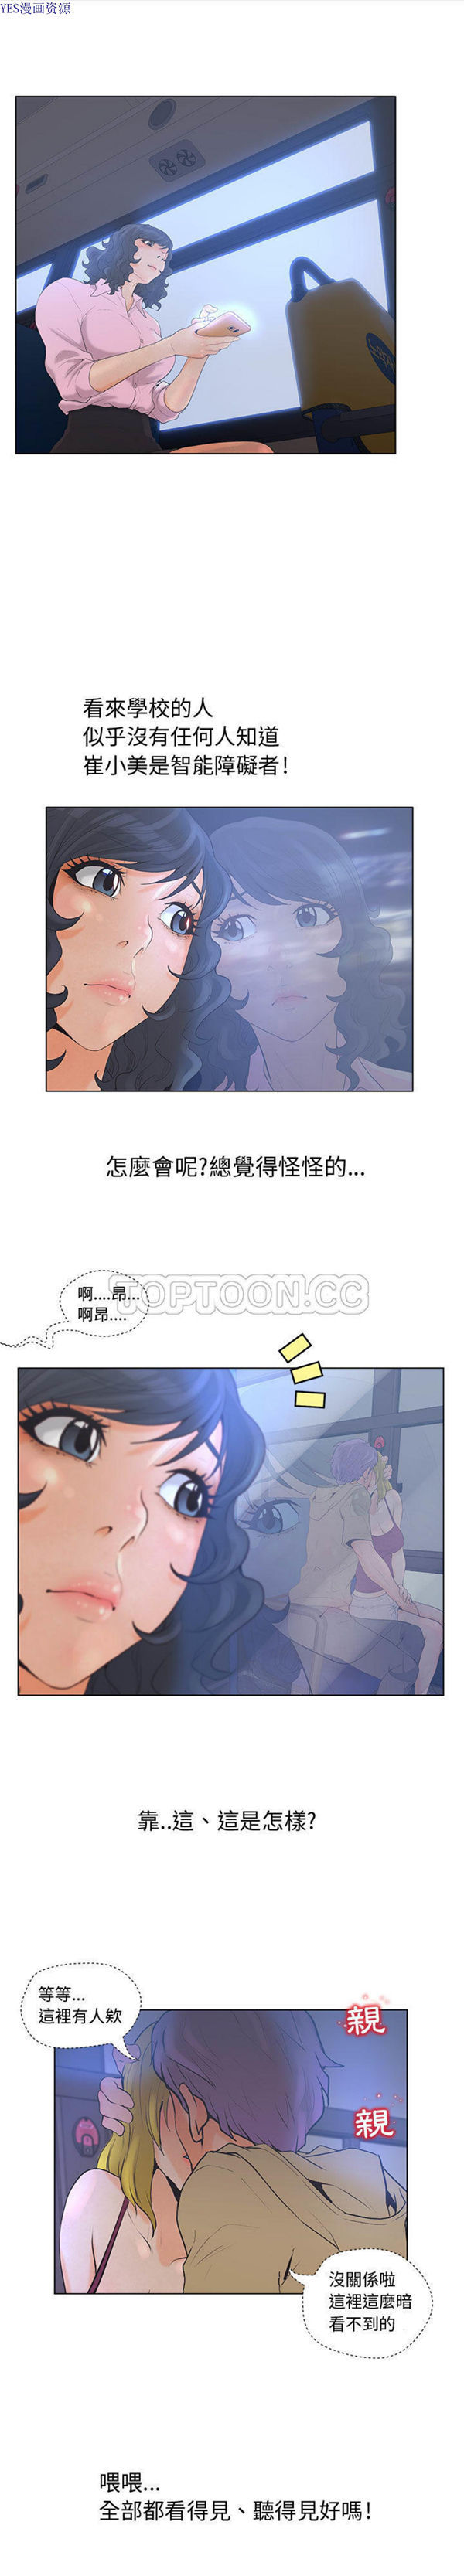 YES漫画资源
看來學校的人
似乎沒有任何人知道
崔小美是智能障礙者!
怎麼會呢?總覺得怪怪的...
TOPTOON.CC
啊....昂...
啊昂....
靠..這、這是怎樣?
等等...
這裡有人欸
親
親
沒關係啦
這裡這麼暗
看不到的
喂喂...
全部都看得見、聽得見好嗎!